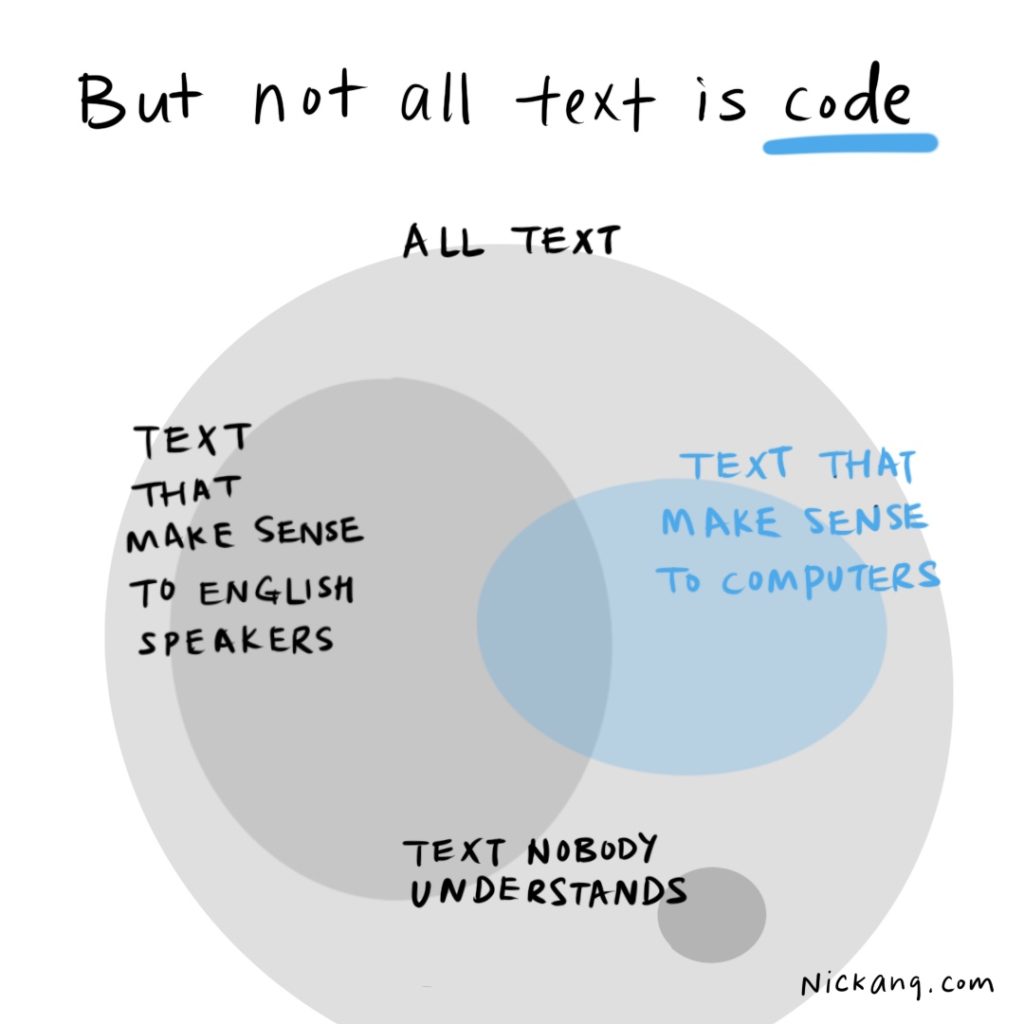 But not all text is code
ALL TEXT
TEXT
THAT
MAKE SENSE
TO ENGLISH
SPEAKERS
TEXT THAT
MAKE SENSE
TO COMPUTERS
TEXT NOBODY
UNDERSTANDS
Nickang.com